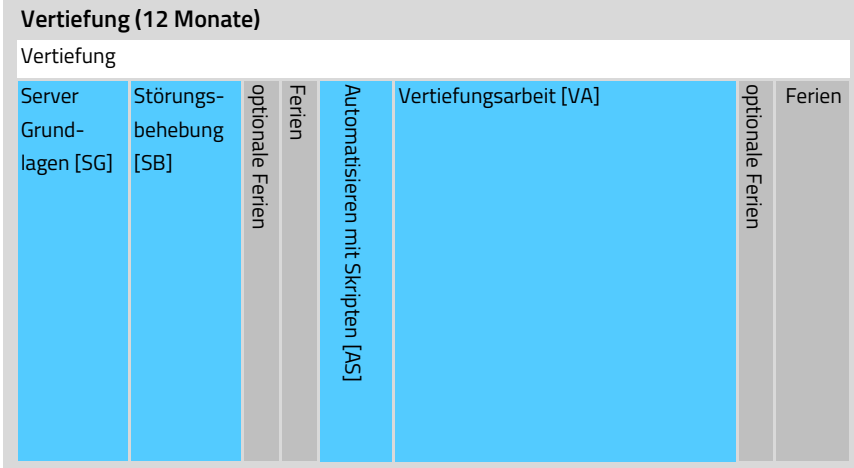 Vertiefung (12 Monate)
Vertiefung
Server
Grund-
lagen [SG]
Störungs-
behebung
[SB]
optionale Ferien
Ferien
Automatisieren mit Skripten [AS]
Vertiefungsarbeit [VA]
optionale Ferien
Ferien